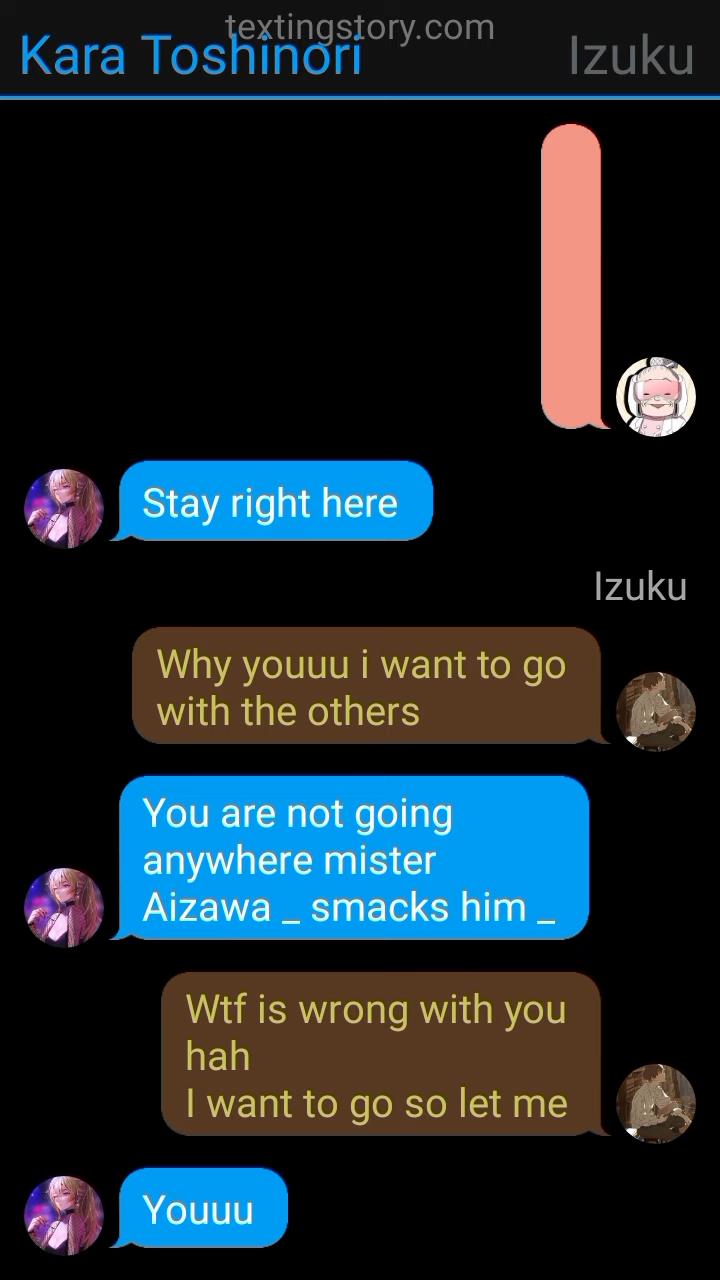 textingstory.com
Kara Toshinori
Izuku
Stay right here
Izuku
Why youuu i want to go
with the others
You are not going
anywhere mister
Aizawa _ smacks him _
Wtf is wrong with you
hah
I want to go so let me
Youuu